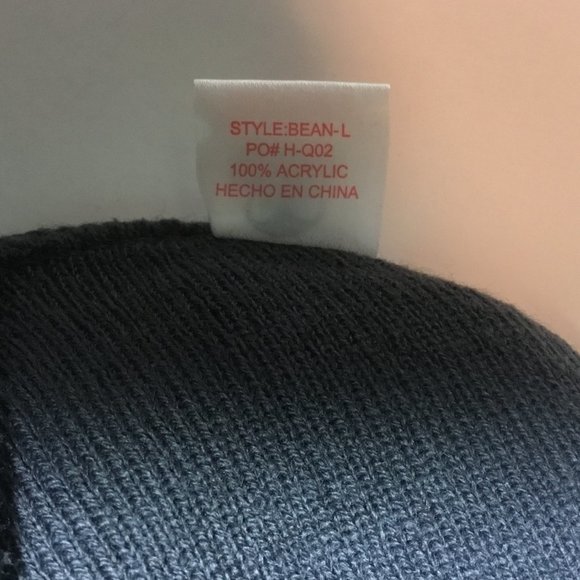 STYLE:BEAN-L
PO# H-Q02
100% ACRYLIC
HECHO EN CHINA